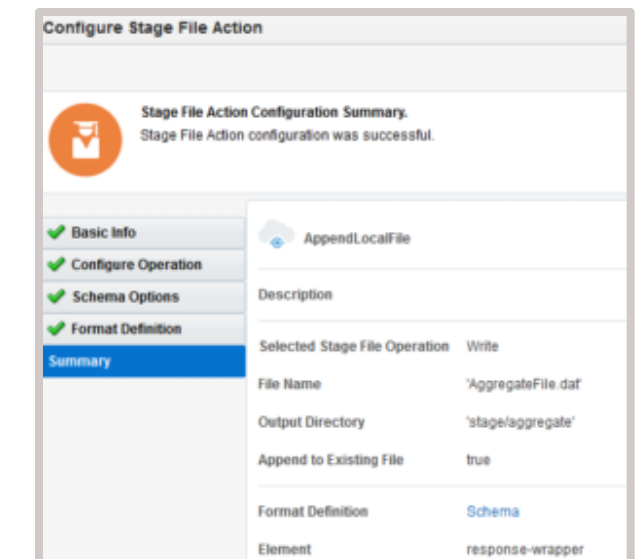 Configure Stage File Action
Stage File Action Configuration Summary.
Stage File Action configuration was successful.
Basic Info
Configure Operation
Schema Options
Format Definition
Summary
AppendLocalFile
Description
Selected Stage File Operation Write
File Name 'AggregateFile.dat'
Output Directory 'stage/aggregate'
Append to Existing File true
Format Definition Schema
Element response-wrapper